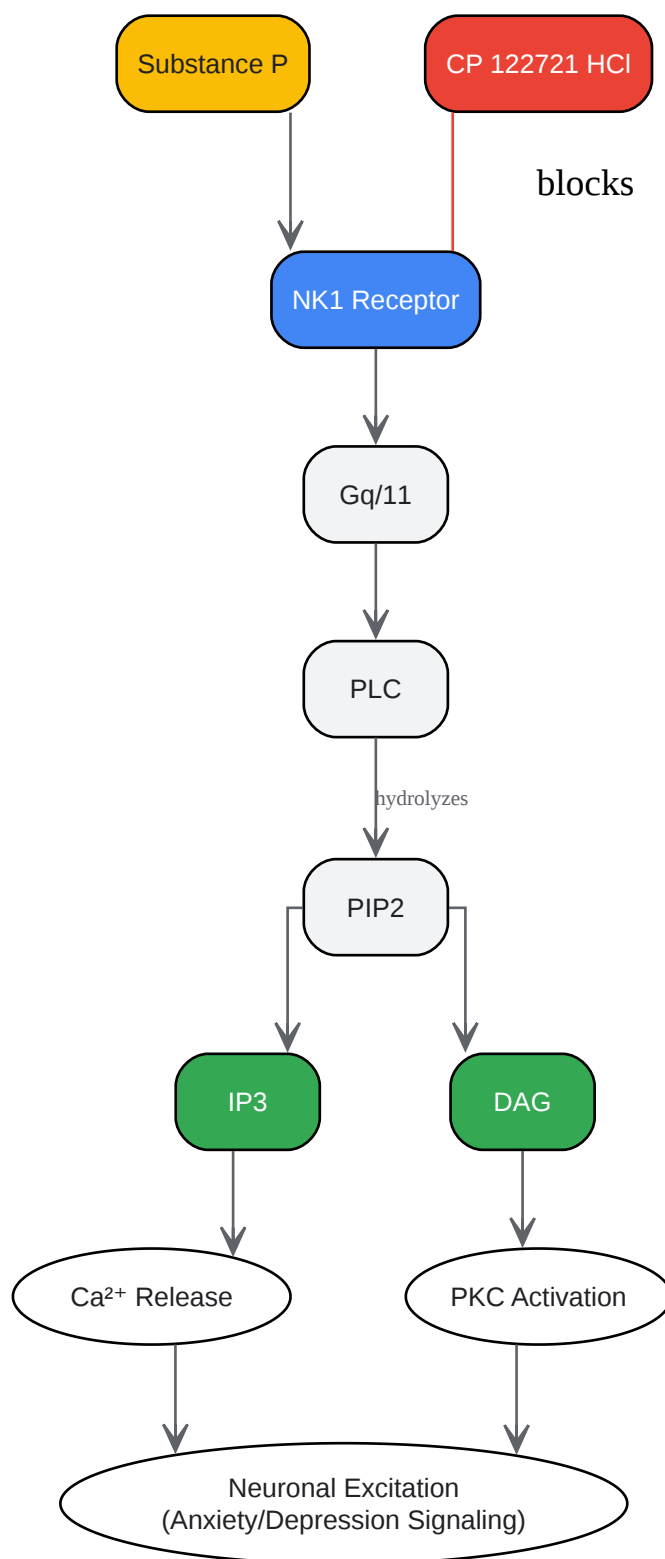 Substance P
CP 122721 HCl
blocks
NK1 Receptor
Gq/11
PLC
hydrolyzes
PIP2
IP3
DAG
Ca²⁺ Release
PKC Activation
Neuronal Excitation
(Anxiety/Depression Signaling)